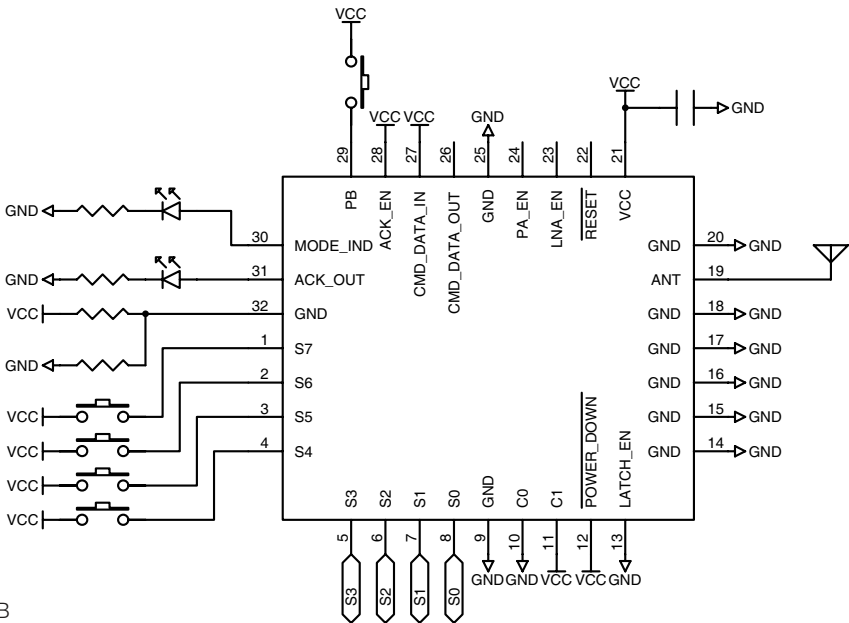 VCC
VCC VCC GND VCC
GND
29 28 27 26 25 24 23 22 21
PB ACK_EN CMD_DATA_IN CMD_DATA_OUT GND PA_EN LNA_EN RESET VCC
GND 30 MODE_IND GND 20 GND
GND 31 ACK_OUT ANT 19
VCC 32 GND GND 18 GND
GND 1 S7 GND 17 GND
2 S6 GND 16 GND
VCC 3 S5 GND 15 GND
VCC 4 S4 GND 14 GND
VCC
VCC
S3 S2 S1 S0 GND C0 C1 POWER_DOWN LATCH_EN
5 6 7 8 9 10 11 12 13
S3 S2 S1 S0 GND GND VCC VCC GND
B